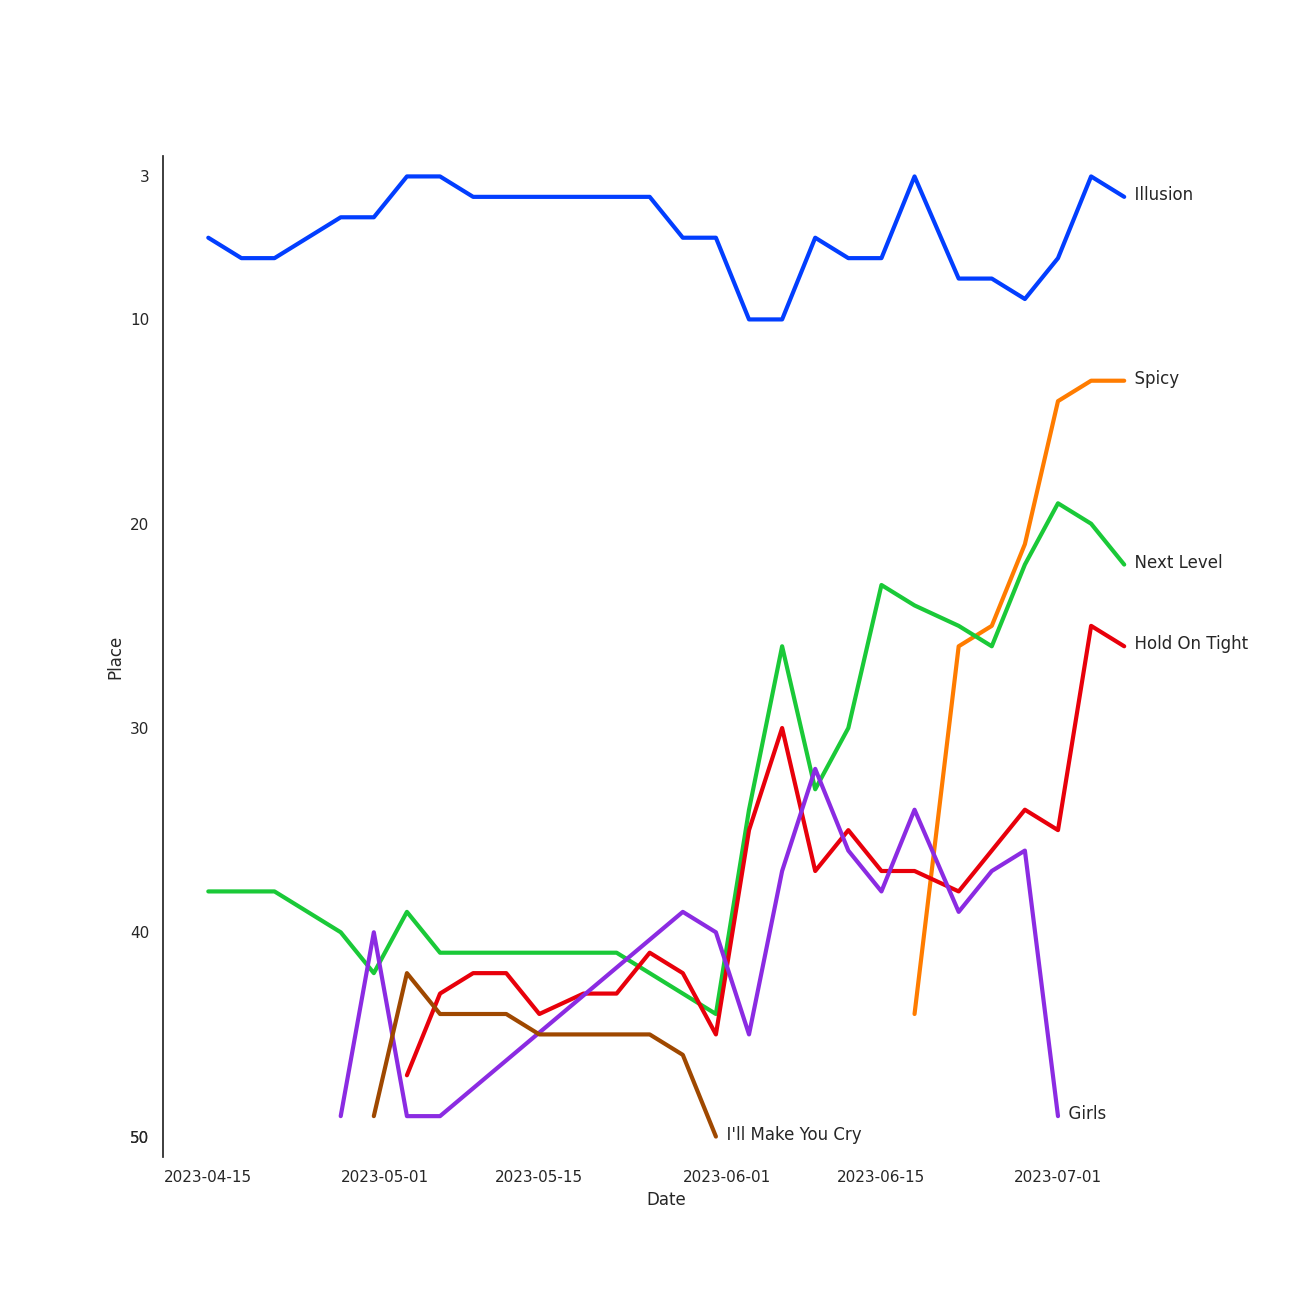 3
Illusion
10
Spicy
20
Next Level
Hold On Tight
Place
30
40
Girls
50
I'll Make You Cry
2023-04-15
2023-05-01
2023-05-15
2023-06-01
2023-06-15
2023-07-01
Date